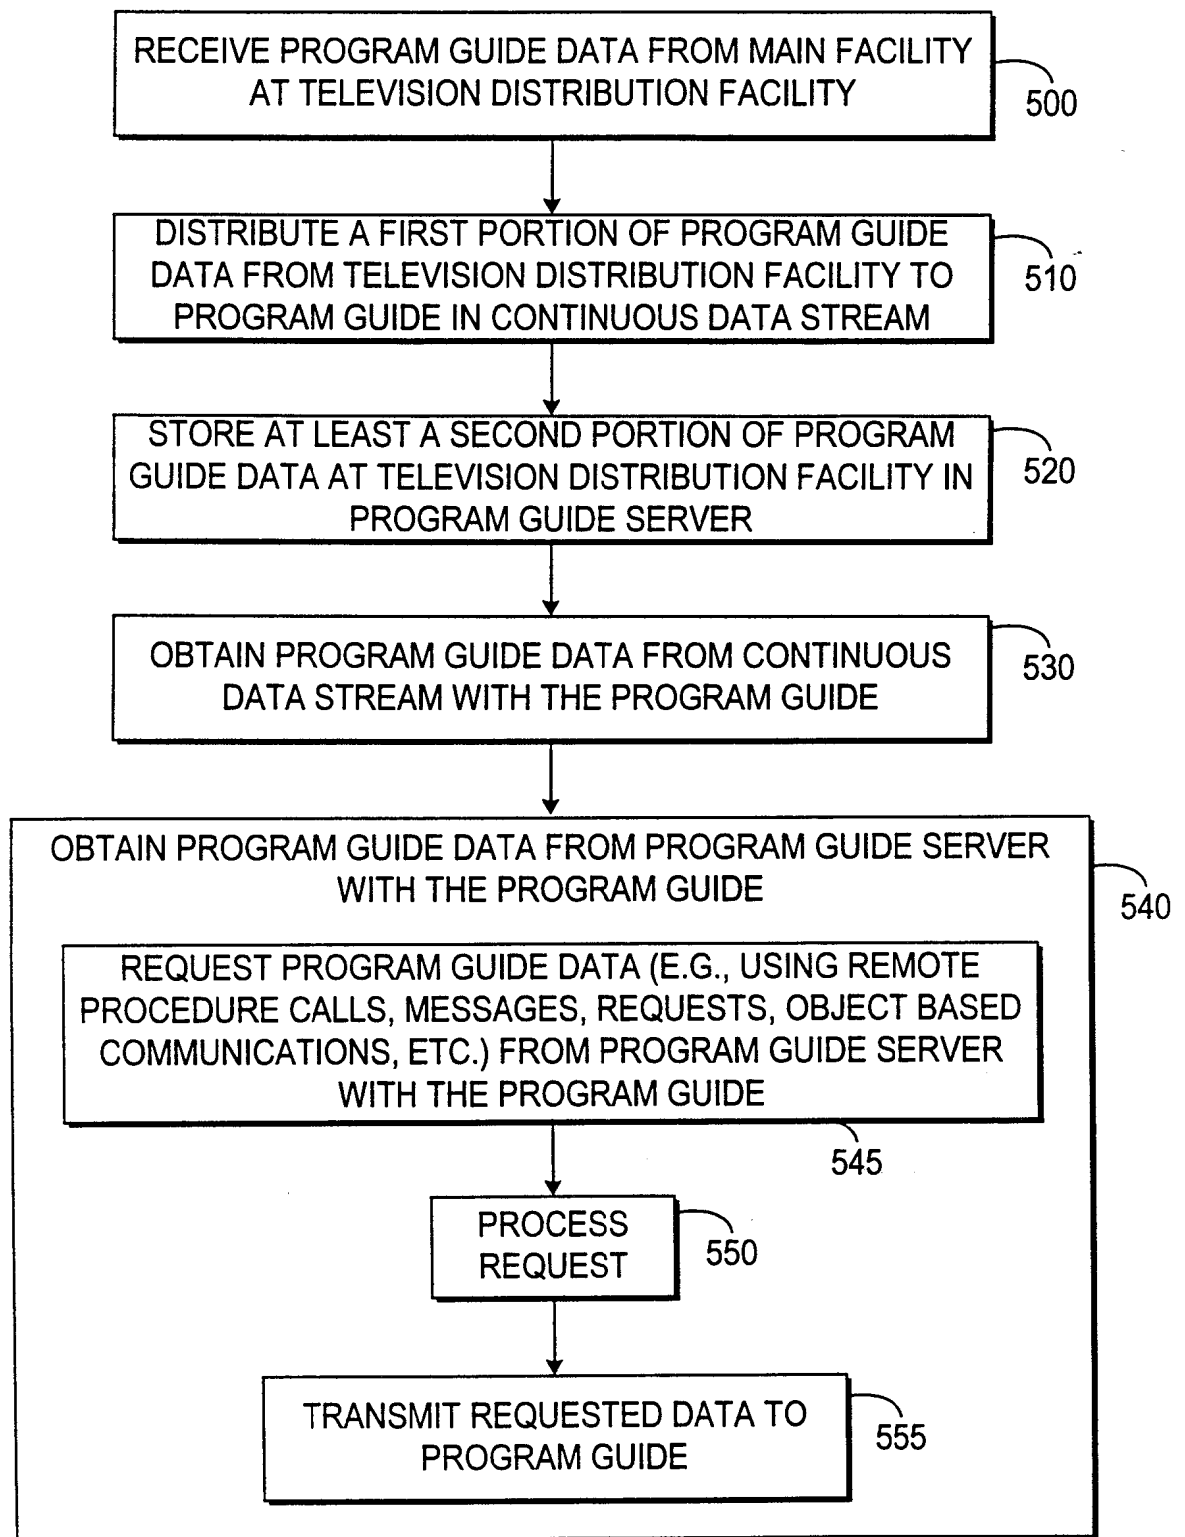 RECEIVE PROGRAM GUIDE DATA FROM MAIN FACILITY
AT TELEVISION DISTRIBUTION FACILITY
500
DISTRIBUTE A FIRST PORTION OF PROGRAM GUIDE
DATA FROM TELEVISION DISTRIBUTION FACILITY TO
PROGRAM GUIDE IN CONTINUOUS DATA STREAM
510
STORE AT LEAST A SECOND PORTION OF PROGRAM
GUIDE DATA AT TELEVISION DISTRIBUTION FACILITY IN
PROGRAM GUIDE SERVER
520
OBTAIN PROGRAM GUIDE DATA FROM CONTINUOUS
DATA STREAM WITH THE PROGRAM GUIDE
530
OBTAIN PROGRAM GUIDE DATA FROM PROGRAM GUIDE SERVER
WITH THE PROGRAM GUIDE
540
REQUEST PROGRAM GUIDE DATA (E.G., USING REMOTE
PROCEDURE CALLS, MESSAGES, REQUESTS, OBJECT BASED
COMMUNICATIONS, ETC.) FROM PROGRAM GUIDE SERVER
WITH THE PROGRAM GUIDE
545
PROCESS
REQUEST
550
TRANSMIT REQUESTED DATA TO
PROGRAM GUIDE
555